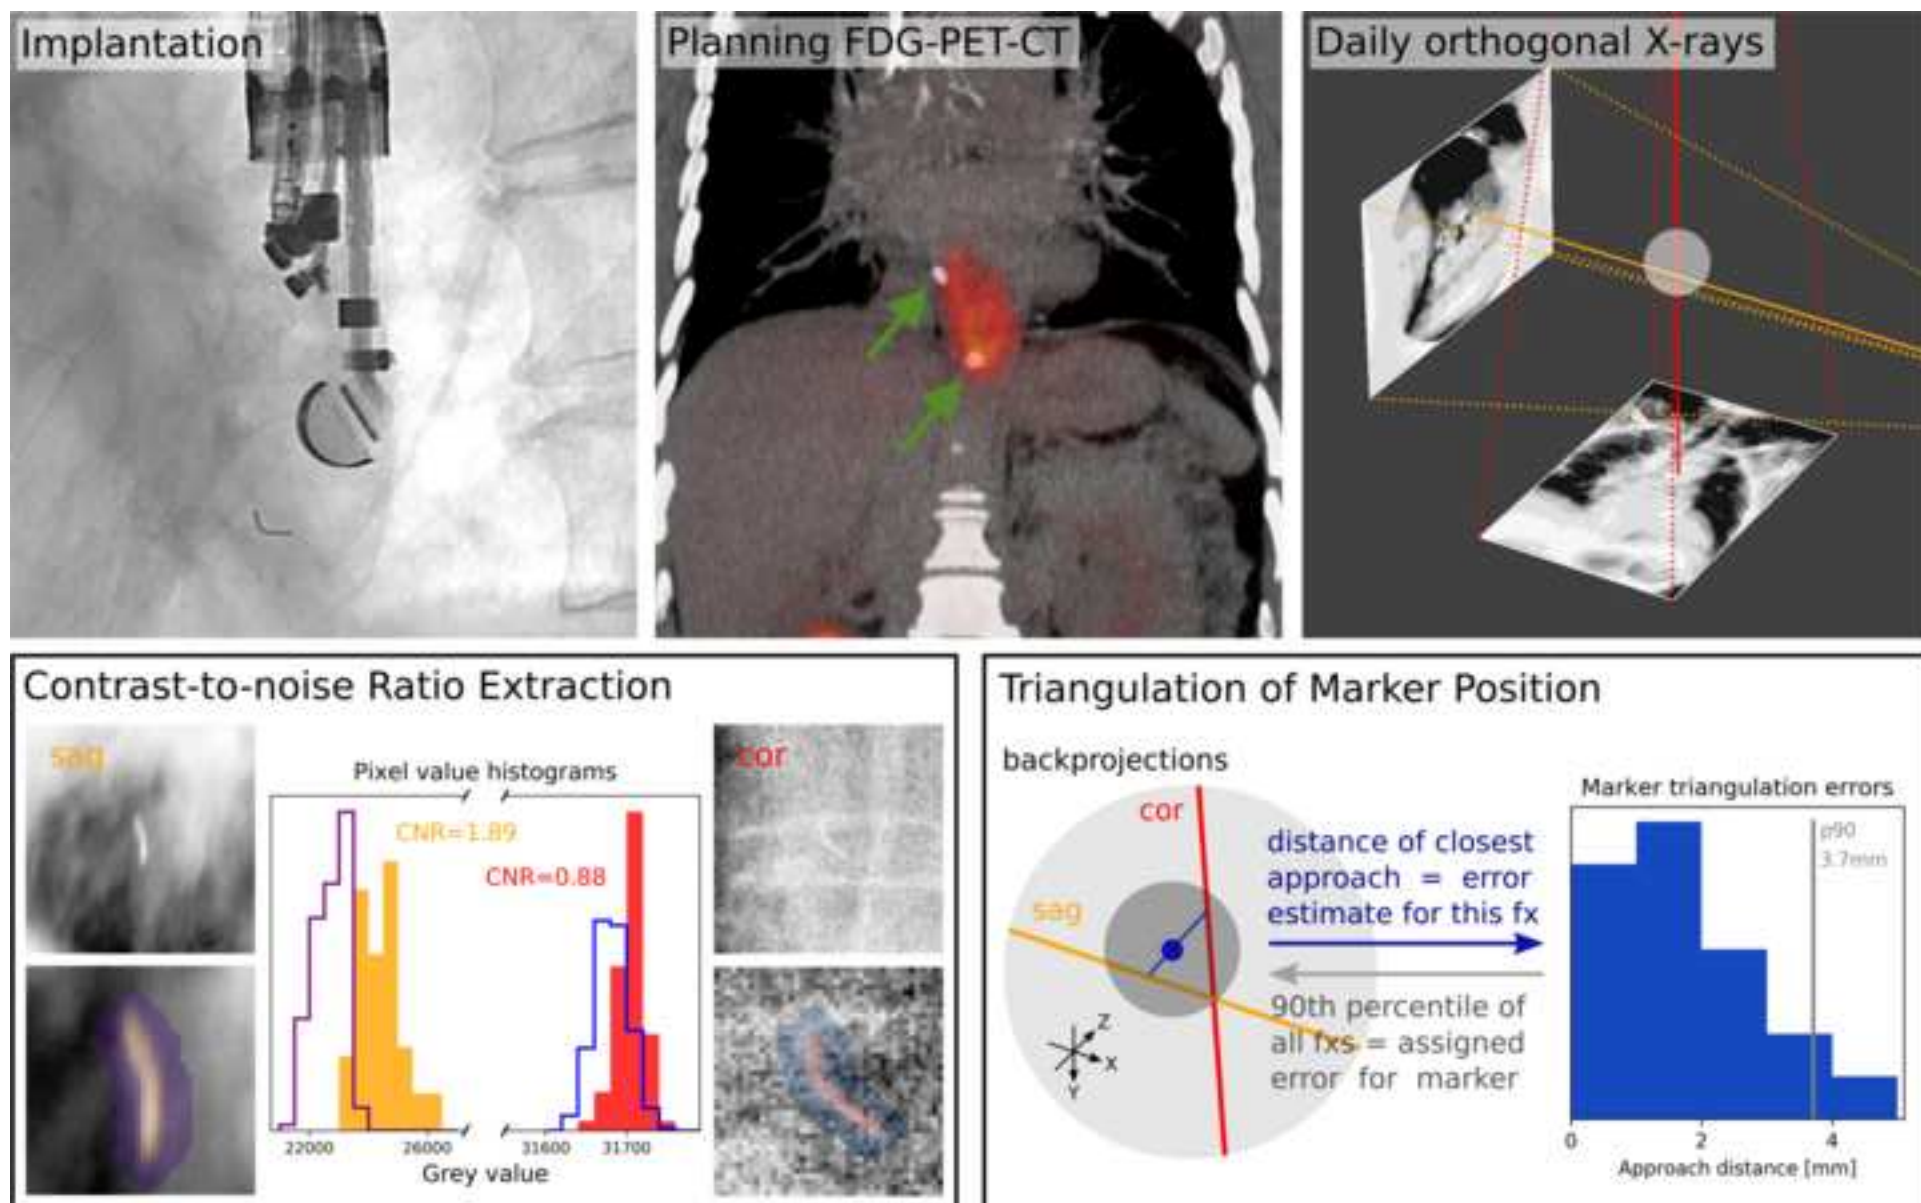 Implantation
Planning FDG-PET-CT
Daily orthogonal X-rays
Contrast-to-noise Ratio Extraction
sag
Pixel value histograms
CNR=1.89
CNR=0.88
22000
26000
31600
31700
Grey value
cor
Triangulation of Marker Position
backprojections
cor
sag
Z
X
Y
distance of closest
approach = error
estimate for this fx
90th percentile of
all fxs = assigned
error for marker
Marker triangulation errors
p90
3.7mm
0
2
4
Approach distance [mm]